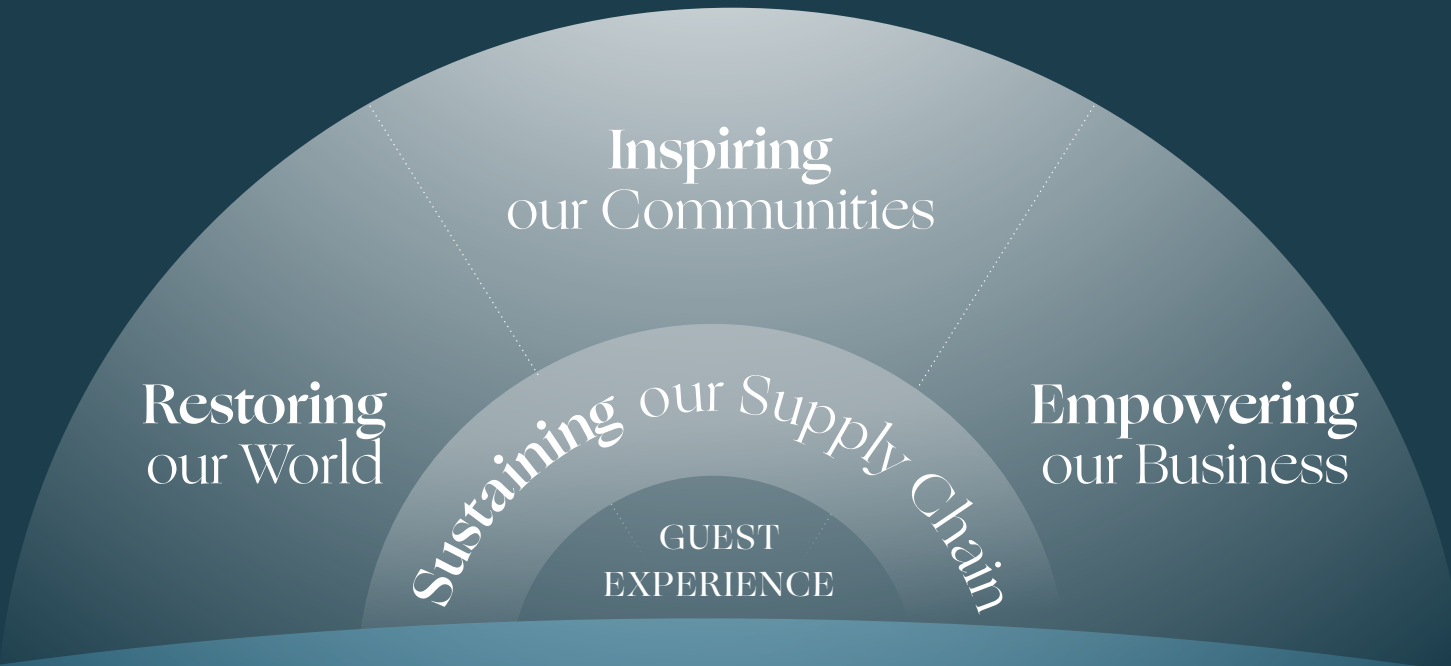 Inspiring
our Communities
Restoring
our World
Empowering
our Business
Sustaining our Supply Chain
GUEST
EXPERIENCE